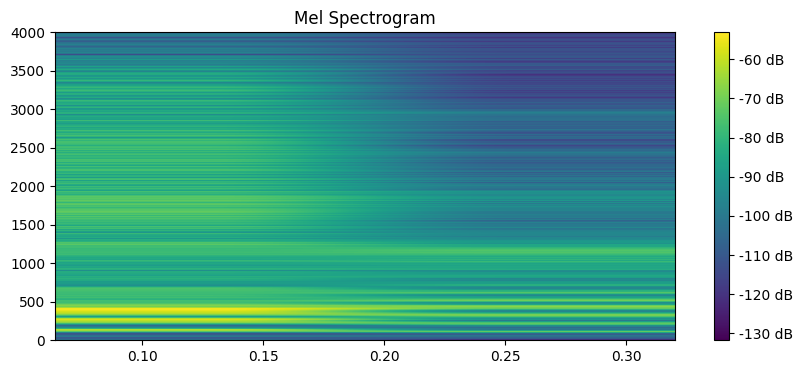 Mel Spectrogram
4000
3500
3000
2500
2000
1500
1000
500
0
0.10 0.15 0.20 0.25 0.30
-60 dB
-70 dB
-80 dB
-90 dB
-100 dB
-110 dB
-120 dB
-130 dB